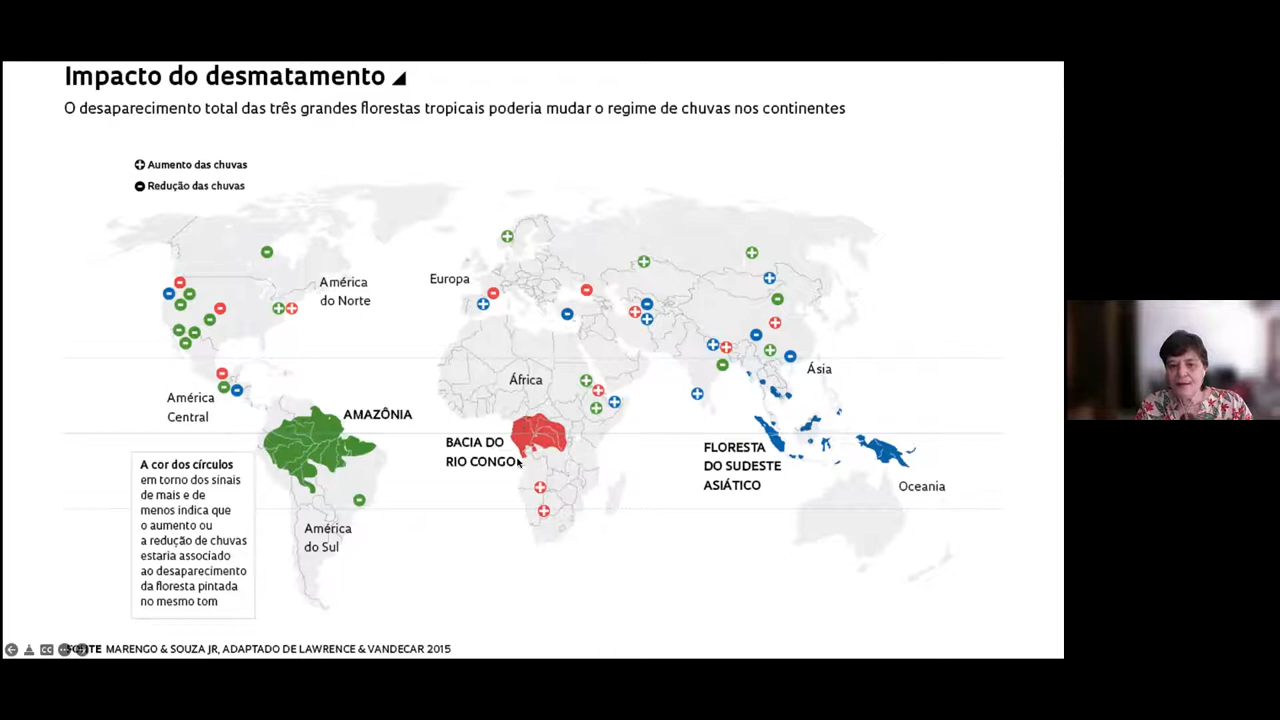 Impacto do desmatamento
O desaparecimento total das três grandes florestas tropicais poderia mudar o regime de chuvas nos continentes
Aumento das chuvas
Redução das chuvas
América
do Norte
Europa
Ásia
África
América
Central
AMAZÔNIA
BACIA DO
RIO CONGO
FLORESTA
DO SUDESTE
ASIÁTICO
Oceania
América
do Sul
A cor dos círculos
em torno dos sinais
de mais e de
menos indica que
o aumento ou
a redução de chuvas
estaria associado
ao desaparecimento
da floresta pintada
no mesmo tom
MARENGO & SOUZA JR, ADAPTADO DE LAWRENCE & VANDECAR 2015